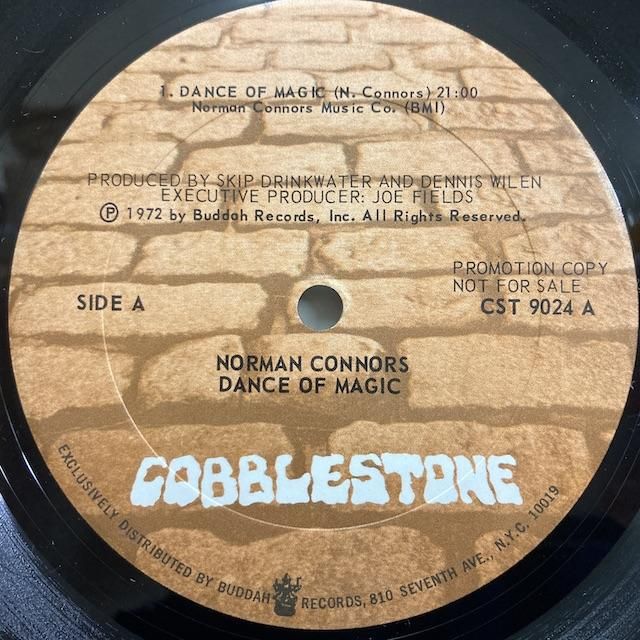 1. DANCE OF MAGIC (N. Connors) 21:00
Norman Connors Music Co. (BMI)
PRODUCED BY SKIP DRINKWATER AND DENNIS WILEN
EXECUTIVE PRODUCER: JOE FIELDS
Ⓟ 1972 by Buddah Records, Inc. All Rights Reserved.
PROMOTION COPY
NOT FOR SALE
SIDE A
CST 9024 A
NORMAN CONNORS
DANCE OF MAGIC
COBBLESTONE
EXCLUSIVELY DISTRIBUTED BY BUDDAH RECORDS, 810 SEVENTH AVE., N.Y.C. 10019